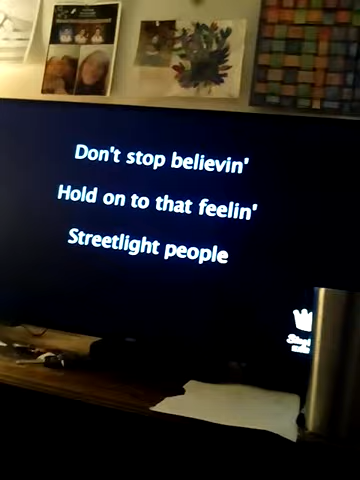 Don't stop believin'
Hold on to that feelin'
Streetlight people